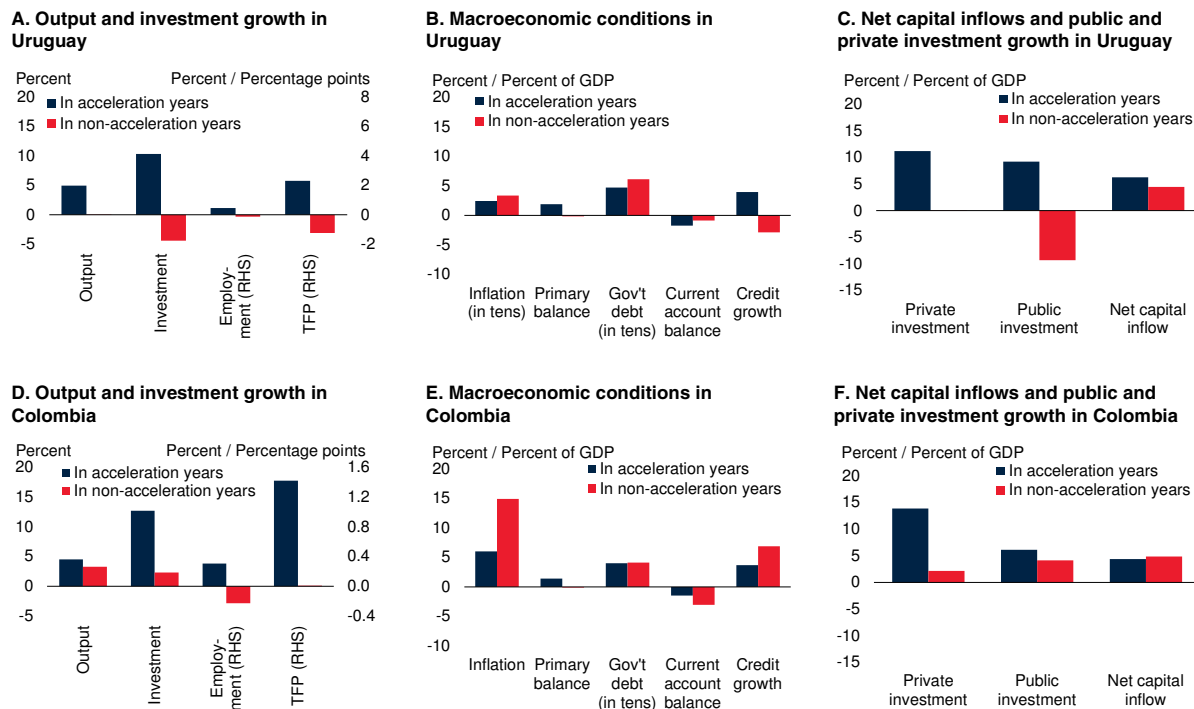 A. Output and investment growth in
Uruguay
Percent
Percent / Percentage points
In acceleration years
In non-acceleration years
20
15
10
5
0
-5
8
6
4
2
0
-2
Output
Investment
Employ-
ment (RHS)
TFP (RHS)
B. Macroeconomic conditions in
Uruguay
Percent / Percent of GDP
In acceleration years
In non-acceleration years
20
15
10
5
0
-5
-10
Inflation
(in tens)
Primary
balance
Gov't
debt
(in tens)
Current
account
balance
Credit
growth
C. Net capital inflows and public and
private investment growth in Uruguay
Percent / Percent of GDP
In acceleration years
In non-acceleration years
20
15
10
5
0
-5
-10
-15
Private
investment
Public
investment
Net capital
inflow
D. Output and investment growth in
Colombia
Percent
Percent / Percentage points
In acceleration years
In non-acceleration years
20
15
10
5
0
-5
1.6
1.2
0.8
0.4
0.0
-0.4
Output
Investment
Employ-
ment (RHS)
TFP (RHS)
E. Macroeconomic conditions in
Colombia
Percent / Percent of GDP
In acceleration years
In non-acceleration years
20
15
10
5
0
-5
-10
Inflation
Primary
balance
Gov't
debt
(in tens)
Current
account
balance
Credit
growth
F. Net capital inflows and public and
private investment growth in Colombia
Percent / Percent of GDP
In acceleration years
In non-acceleration years
20
15
10
5
0
-5
-10
-15
Private
investment
Public
investment
Net capital
inflow